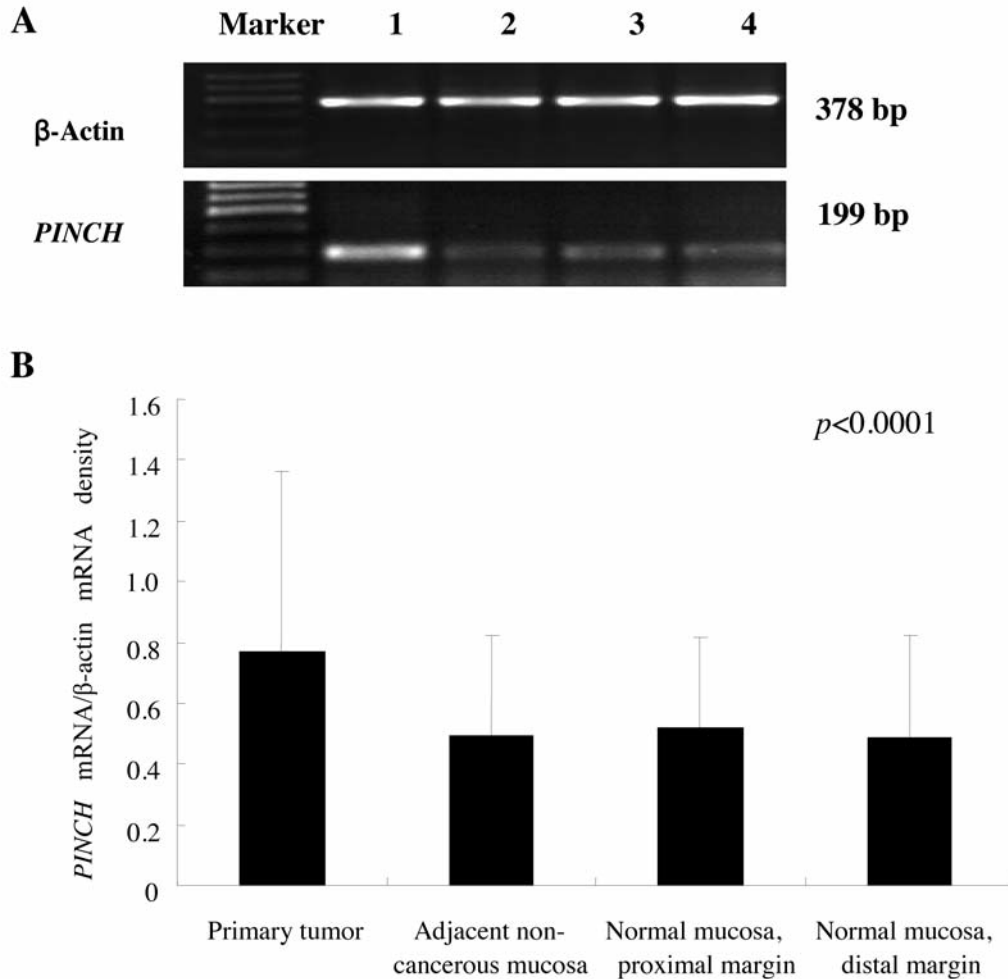 A
Marker 1 2 3 4
β-Actin
378 bp
PINCH
199 bp
B
PINCH mRNA/β-actin mRNA density
1.6
1.4
1.2
1.0
0.8
0.6
0.4
0.2
0
p<0.0001
Primary tumor
Adjacent non-
cancerous mucosa
Normal mucosa,
proximal margin
Normal mucosa,
distal margin